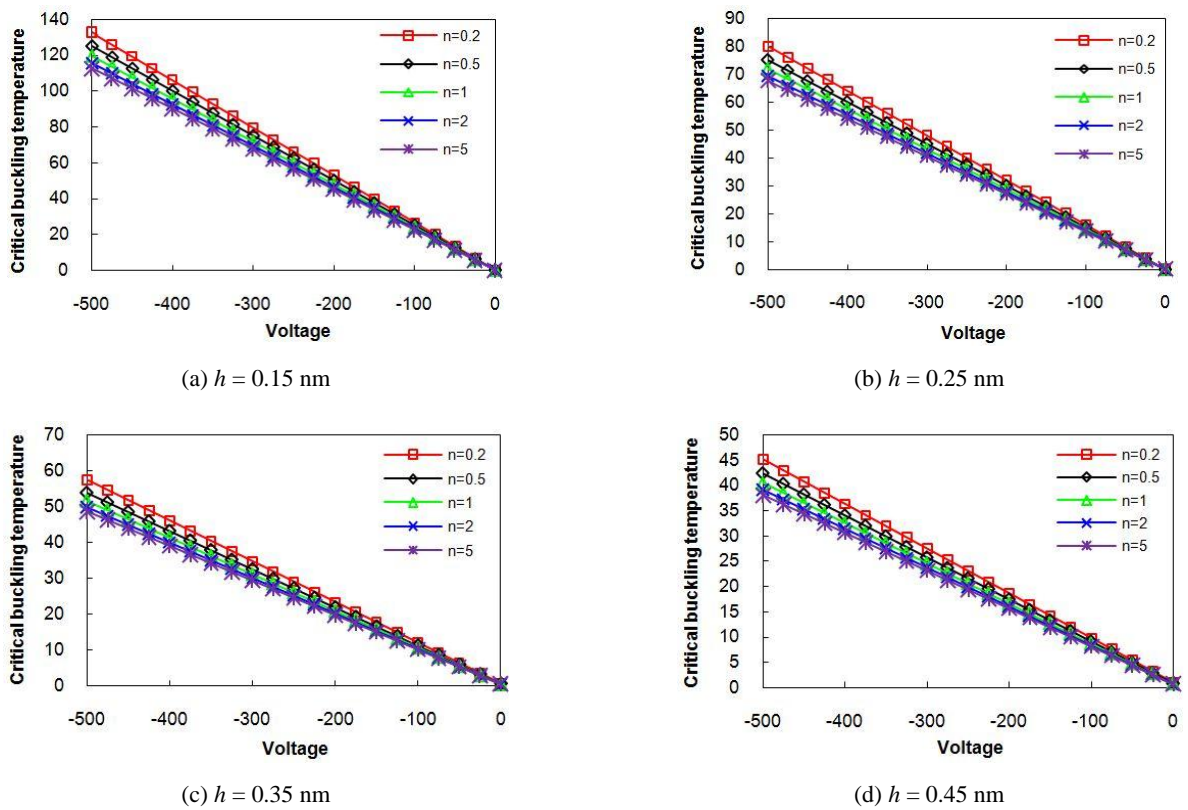 140
120
100
80
60
40
20
0
Critical buckling temperature
-500 -400 -300 -200 -100 0
Voltage
n=0.2
n=0.5
n=1
n=2
n=5
(a) h = 0.15 nm
90
80
70
60
50
40
30
20
10
0
Critical buckling temperature
-500 -400 -300 -200 -100 0
Voltage
n=0.2
n=0.5
n=1
n=2
n=5
(b) h = 0.25 nm
70
60
50
40
30
20
10
0
Critical buckling temperature
-500 -400 -300 -200 -100 0
Voltage
n=0.2
n=0.5
n=1
n=2
n=5
(c) h = 0.35 nm
50
45
40
35
30
25
20
15
10
5
0
Critical buckling temperature
-500 -400 -300 -200 -100 0
Voltage
n=0.2
n=0.5
n=1
n=2
n=5
(d) h = 0.45 nm